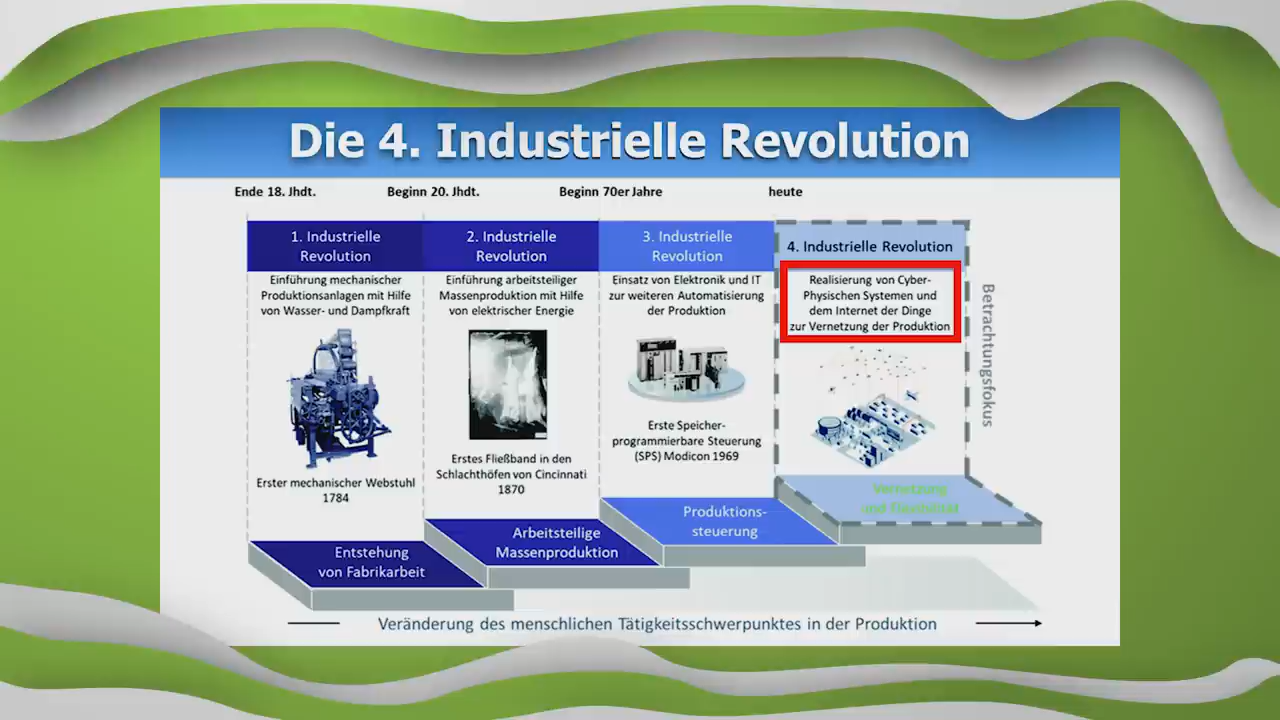 Die 4. Industrielle Revolution
Ende 18. Jhdt.
Beginn 20. Jhdt.
Beginn 70er Jahre
heute
1. Industrielle
Revolution
Einführung mechanischer
Produktionsanlagen mit Hilfe
von Wasser- und Dampfkraft
Erster mechanischer Webstuhl
1784
Entstehung
von Fabrikarbeit
2. Industrielle
Revolution
Einführung arbeitsteiliger
Massenproduktion mit Hilfe
von elektrischer Energie
Erstes Fließband in den
Schlachthöfen von Cincinnati
1870
Arbeitsteilige
Massenproduktion
3. Industrielle
Revolution
Einsatz von Elektronik und IT
zur weiteren Automatisierung
der Produktion
Erste Speicher-
programmierbare Steuerung
(SPS) Modicon 1969
Produktions-
steuerung
4. Industrielle Revolution
Realisierung von Cyber-
Physischen Systemen und
dem Internet der Dinge
zur Vernetzung der Produktion
Vernetzung
und Flexibilität
Betrachtungsfokus
Veränderung des menschlichen Tätigkeitsschwerpunktes in der Produktion